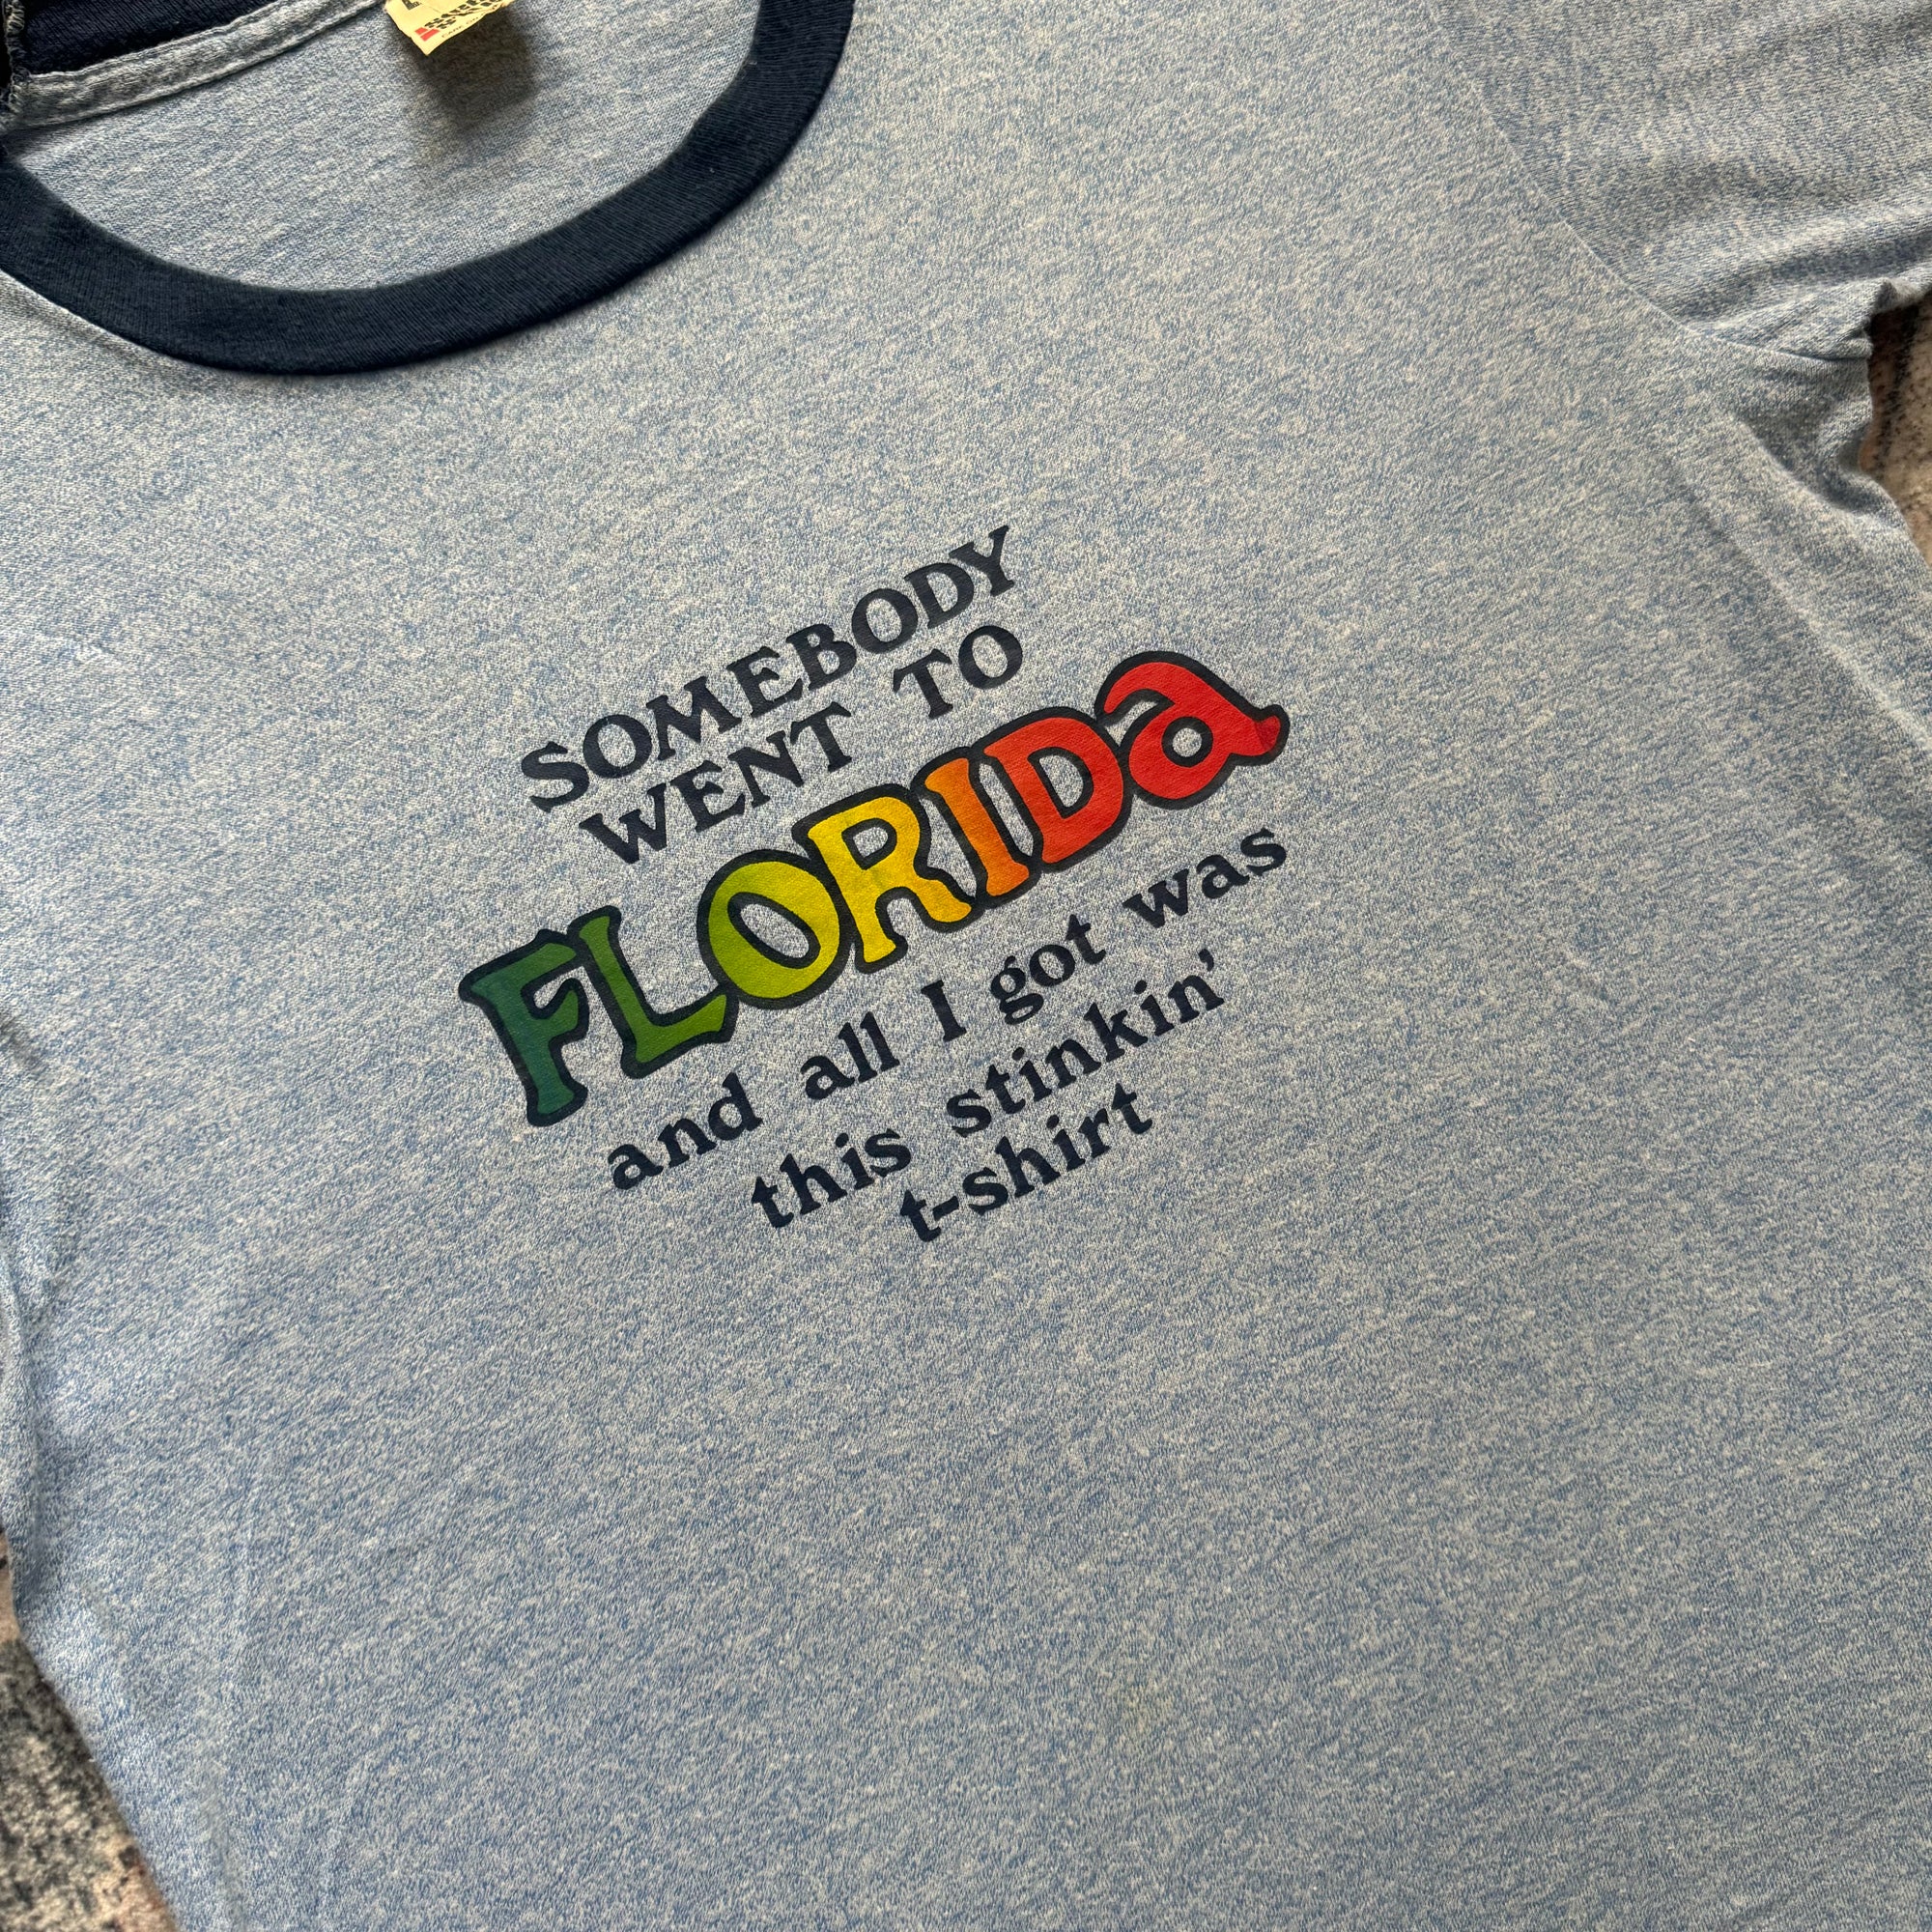 SOMEBODY
WENT TO
FLORIDa
and all I got was
this stinkin'
t-shirt